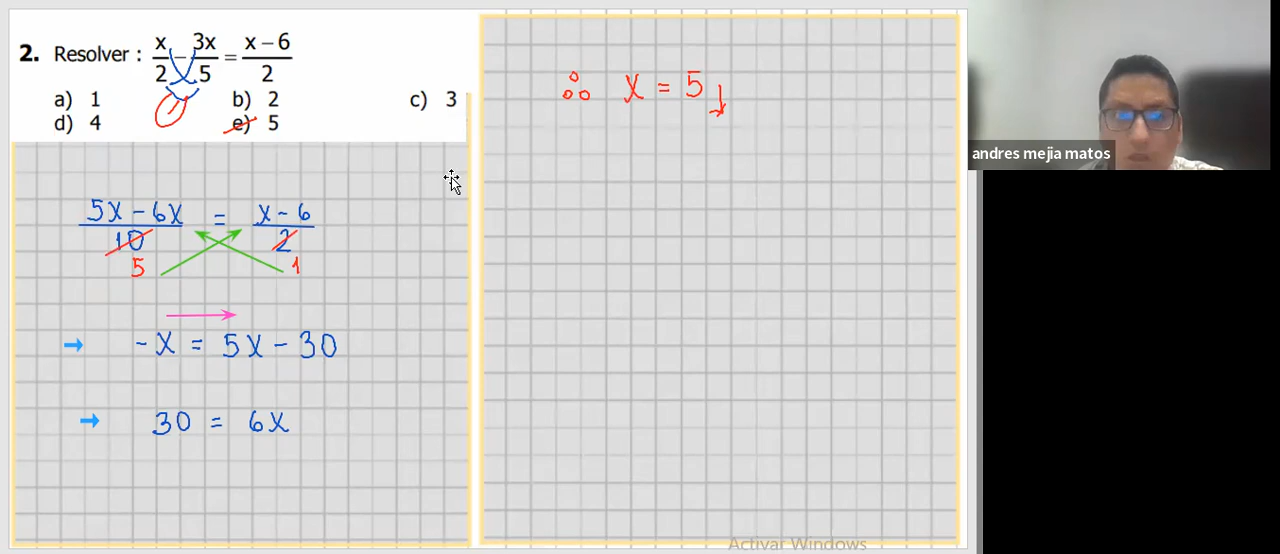 2. Resolver : x/2 - 3x/5 = x - 6/2
a) 1 b) 2 c) 3
d) 4 e) 5
5x - 6x/10 = x - 6/2
5 1
→ -x = 5x - 30
→ 30 = 6x
∴ x = 5
andres mejia matos
Activar Windows